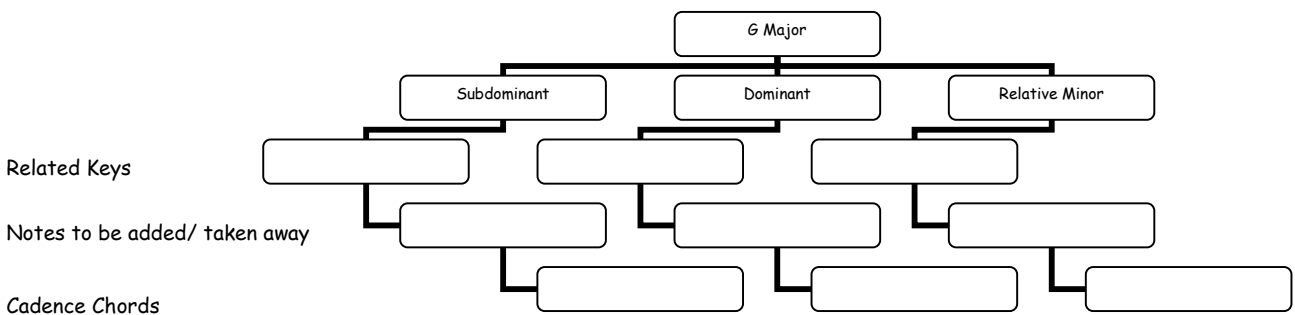 G Major
Subdominant
Dominant
Relative Minor
Related Keys
Notes to be added/ taken away
Cadence Chords